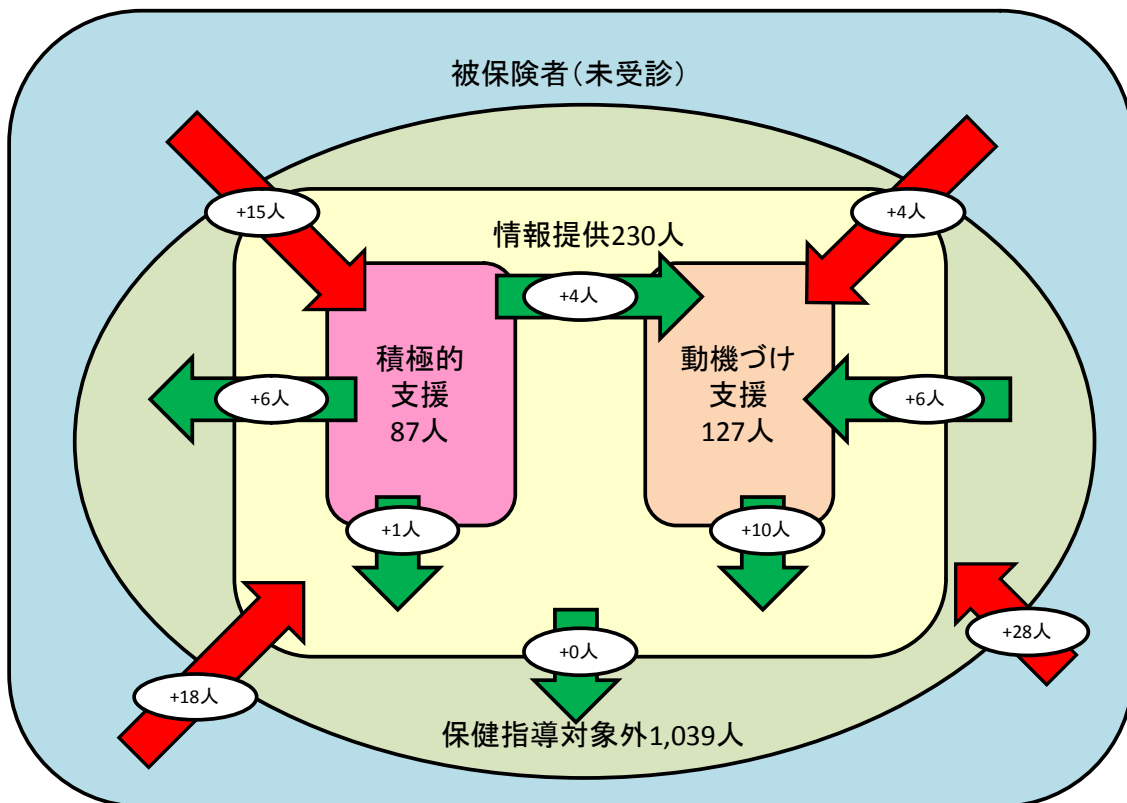 被保険者（未受診）
+15人
+4人
情報提供230人
+4人
積極的
支援
87人
動機づけ
支援
127人
+6人
+6人
+1人
+10人
+28人
+0人
+18人
保健指導対象外1,039人